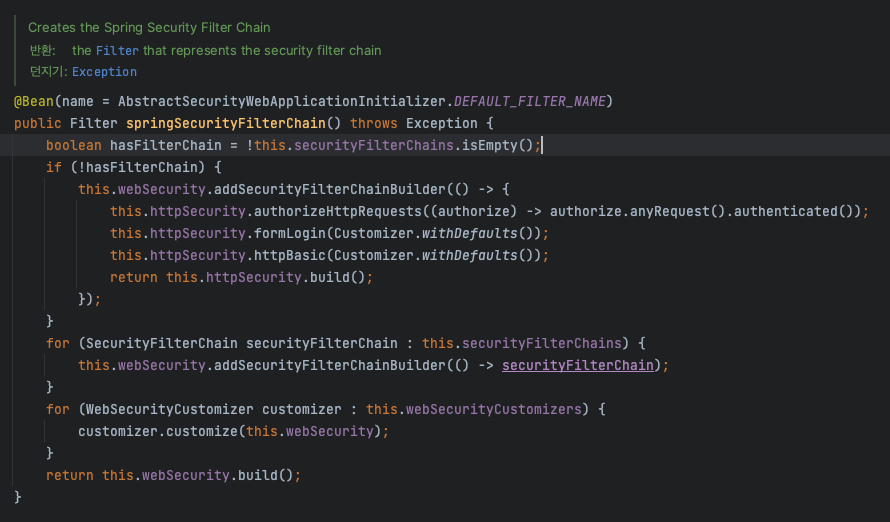 Creates the Spring Security Filter Chain
반환: the Filter that represents the security filter chain
던지기: Exception
@Bean(name = AbstractSecurityWebApplicationInitializer.DEFAULT_FILTER_NAME)
public Filter springSecurityFilterChain() throws Exception {
    boolean hasFilterChain = !this.securityFilterChains.isEmpty();
    if (!hasFilterChain) {
        this.webSecurity.addSecurityFilterChainBuilder(() -> {
            this.httpSecurity.authorizeHttpRequests((authorize) -> authorize.anyRequest().authenticated());
            this.httpSecurity.formLogin(Customizer.withDefaults());
            this.httpSecurity.httpBasic(Customizer.withDefaults());
            return this.httpSecurity.build();
        });
    }
    for (SecurityFilterChain securityFilterChain : this.securityFilterChains) {
        this.webSecurity.addSecurityFilterChainBuilder(() -> securityFilterChain);
    }
    for (WebSecurityCustomizer customizer : this.webSecurityCustomizers) {
        customizer.customize(this.webSecurity);
    }
    return this.webSecurity.build();
}